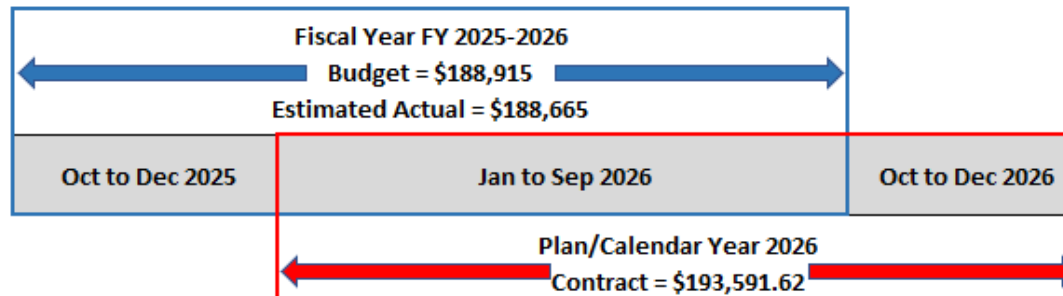 Fiscal Year FY 2025-2026
Budget = $188,915
Estimated Actual = $188,665
Oct to Dec 2025
Jan to Sep 2026
Oct to Dec 2026
Plan/Calendar Year 2026
Contract = $193,591.62